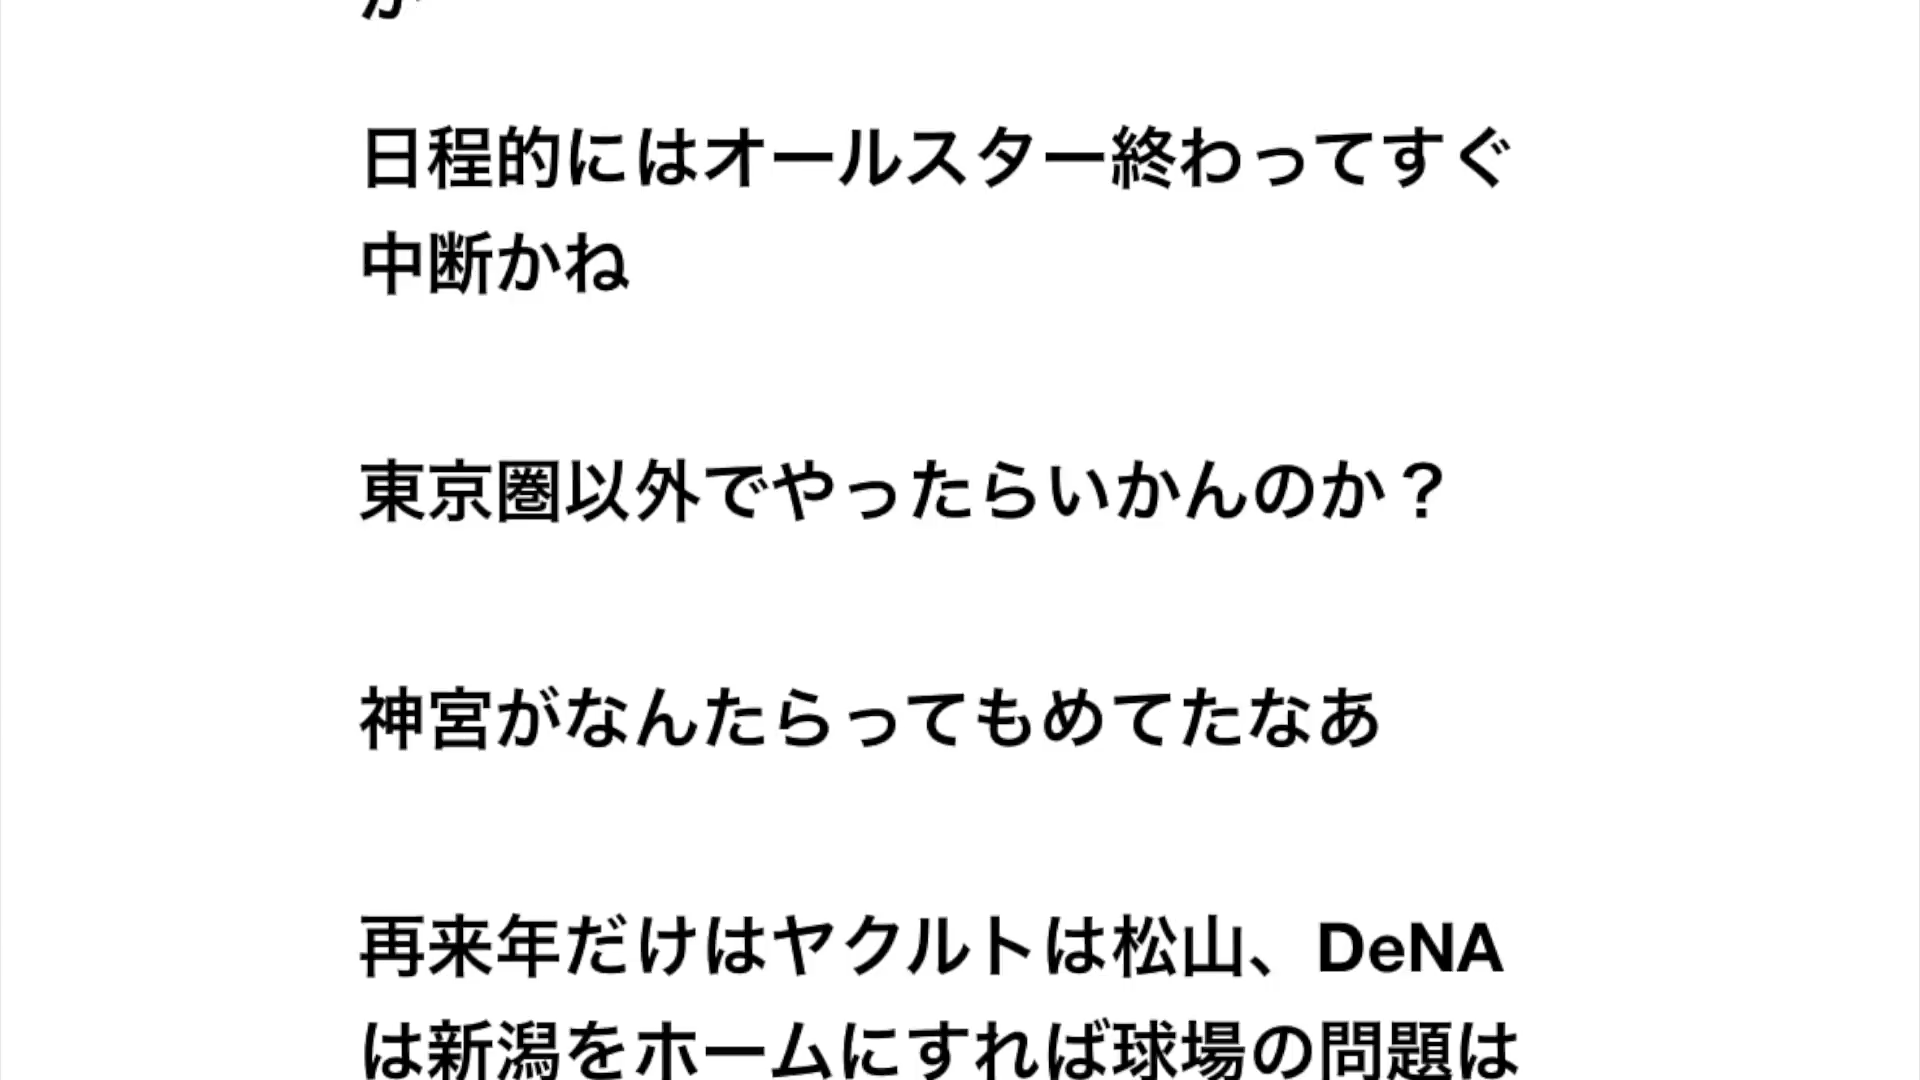 日程的にはオールスター終わってすぐ
中断かね
東京圏以外でやったらいかんのか？
神宮がなんたらってもめてたなあ
再来年だけはヤクルトは松山、DeNA
は新潟をホームにすれば球場の問題は